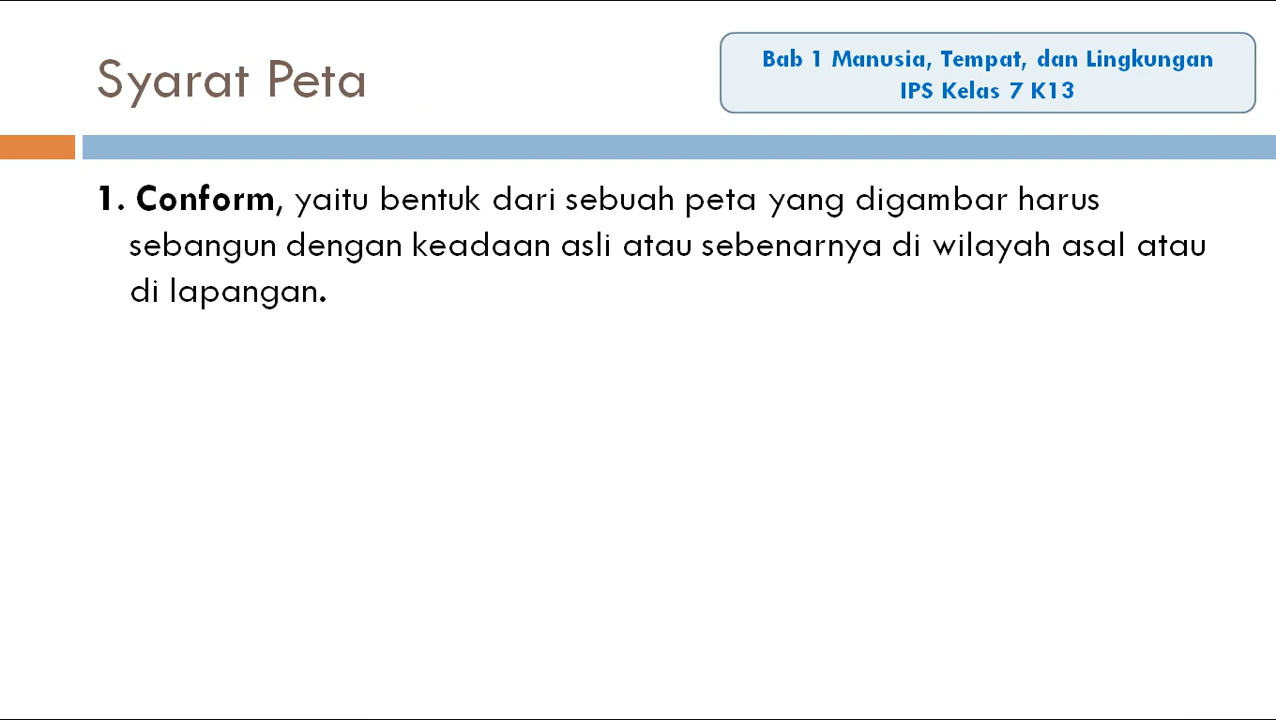 Syarat Peta
Bab 1 Manusia, Tempat, dan Lingkungan
IPS Kelas 7 K13
1. Conform, yaitu bentuk dari sebuah peta yang digambar harus
sebangun dengan keadaan asli atau sebenarnya di wilayah asal atau
di lapangan.